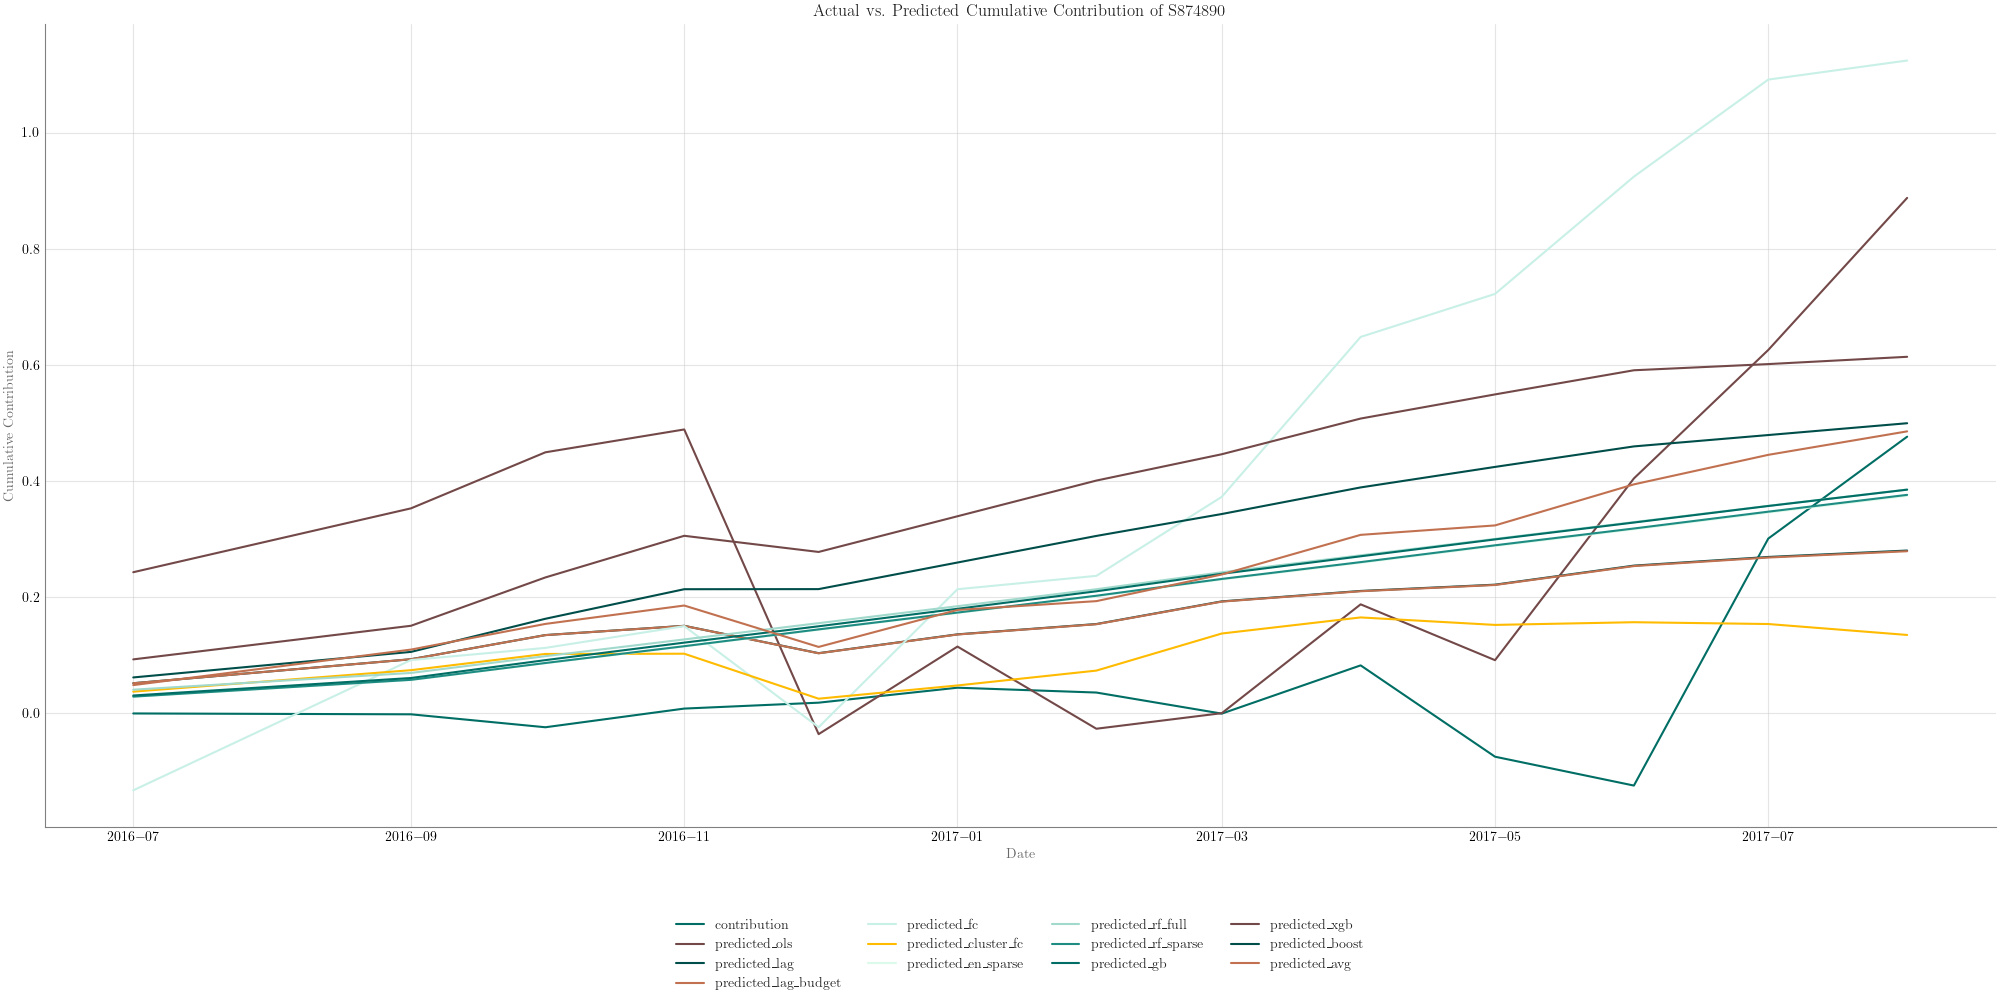 Actual vs. Predicted Cumulative Contribution of S874890
Cumulative Contribution
1.0
0.8
0.6
0.4
0.2
0.0
2016−07 2016−09 2016−11 2017−01 2017−03 2017−05 2017−07
Date
contribution predicted_fc predicted_rf_full predicted_xgb
predicted_ols predicted_cluster_fc predicted_rf_sparse predicted_boost
predicted_lag predicted_en_sparse predicted_gb predicted_avg
predicted_lag_budget